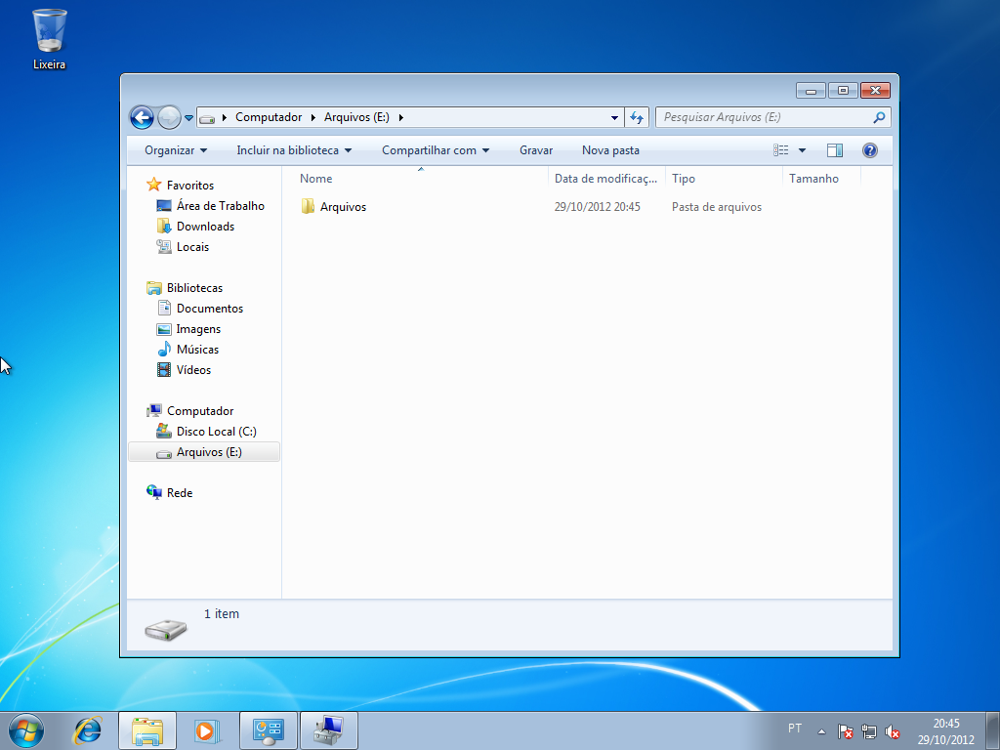 Lixeira
Computador Arquivos (E:)
Pesquisar Arquivos (E:)
Organizar Incluir na biblioteca Compartilhar com Gravar Nova pasta
Nome Data de modificaç... Tipo Tamanho
Arquivos 29/10/2012 20:45 Pasta de arquivos
Favoritos
Área de Trabalho
Downloads
Locais
Bibliotecas
Documentos
Imagens
Músicas
Vídeos
Computador
Disco Local (C:)
Arquivos (E:)
Rede
1 item
PT
20:45
29/10/2012